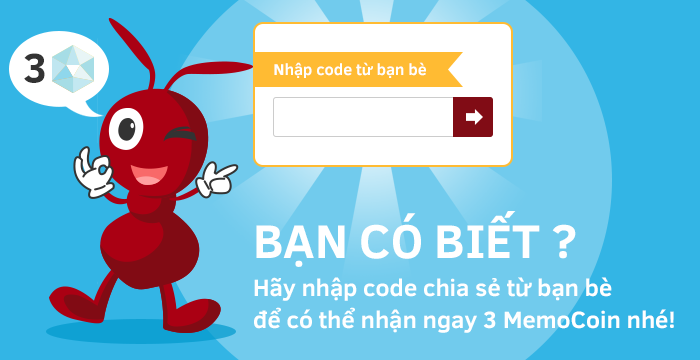 3
Nhập code từ bạn bè
BẠN CÓ BIẾT ?
Hãy nhập code chia sẻ từ bạn bè
để có thể nhận ngay 3 MemoCoin nhé!